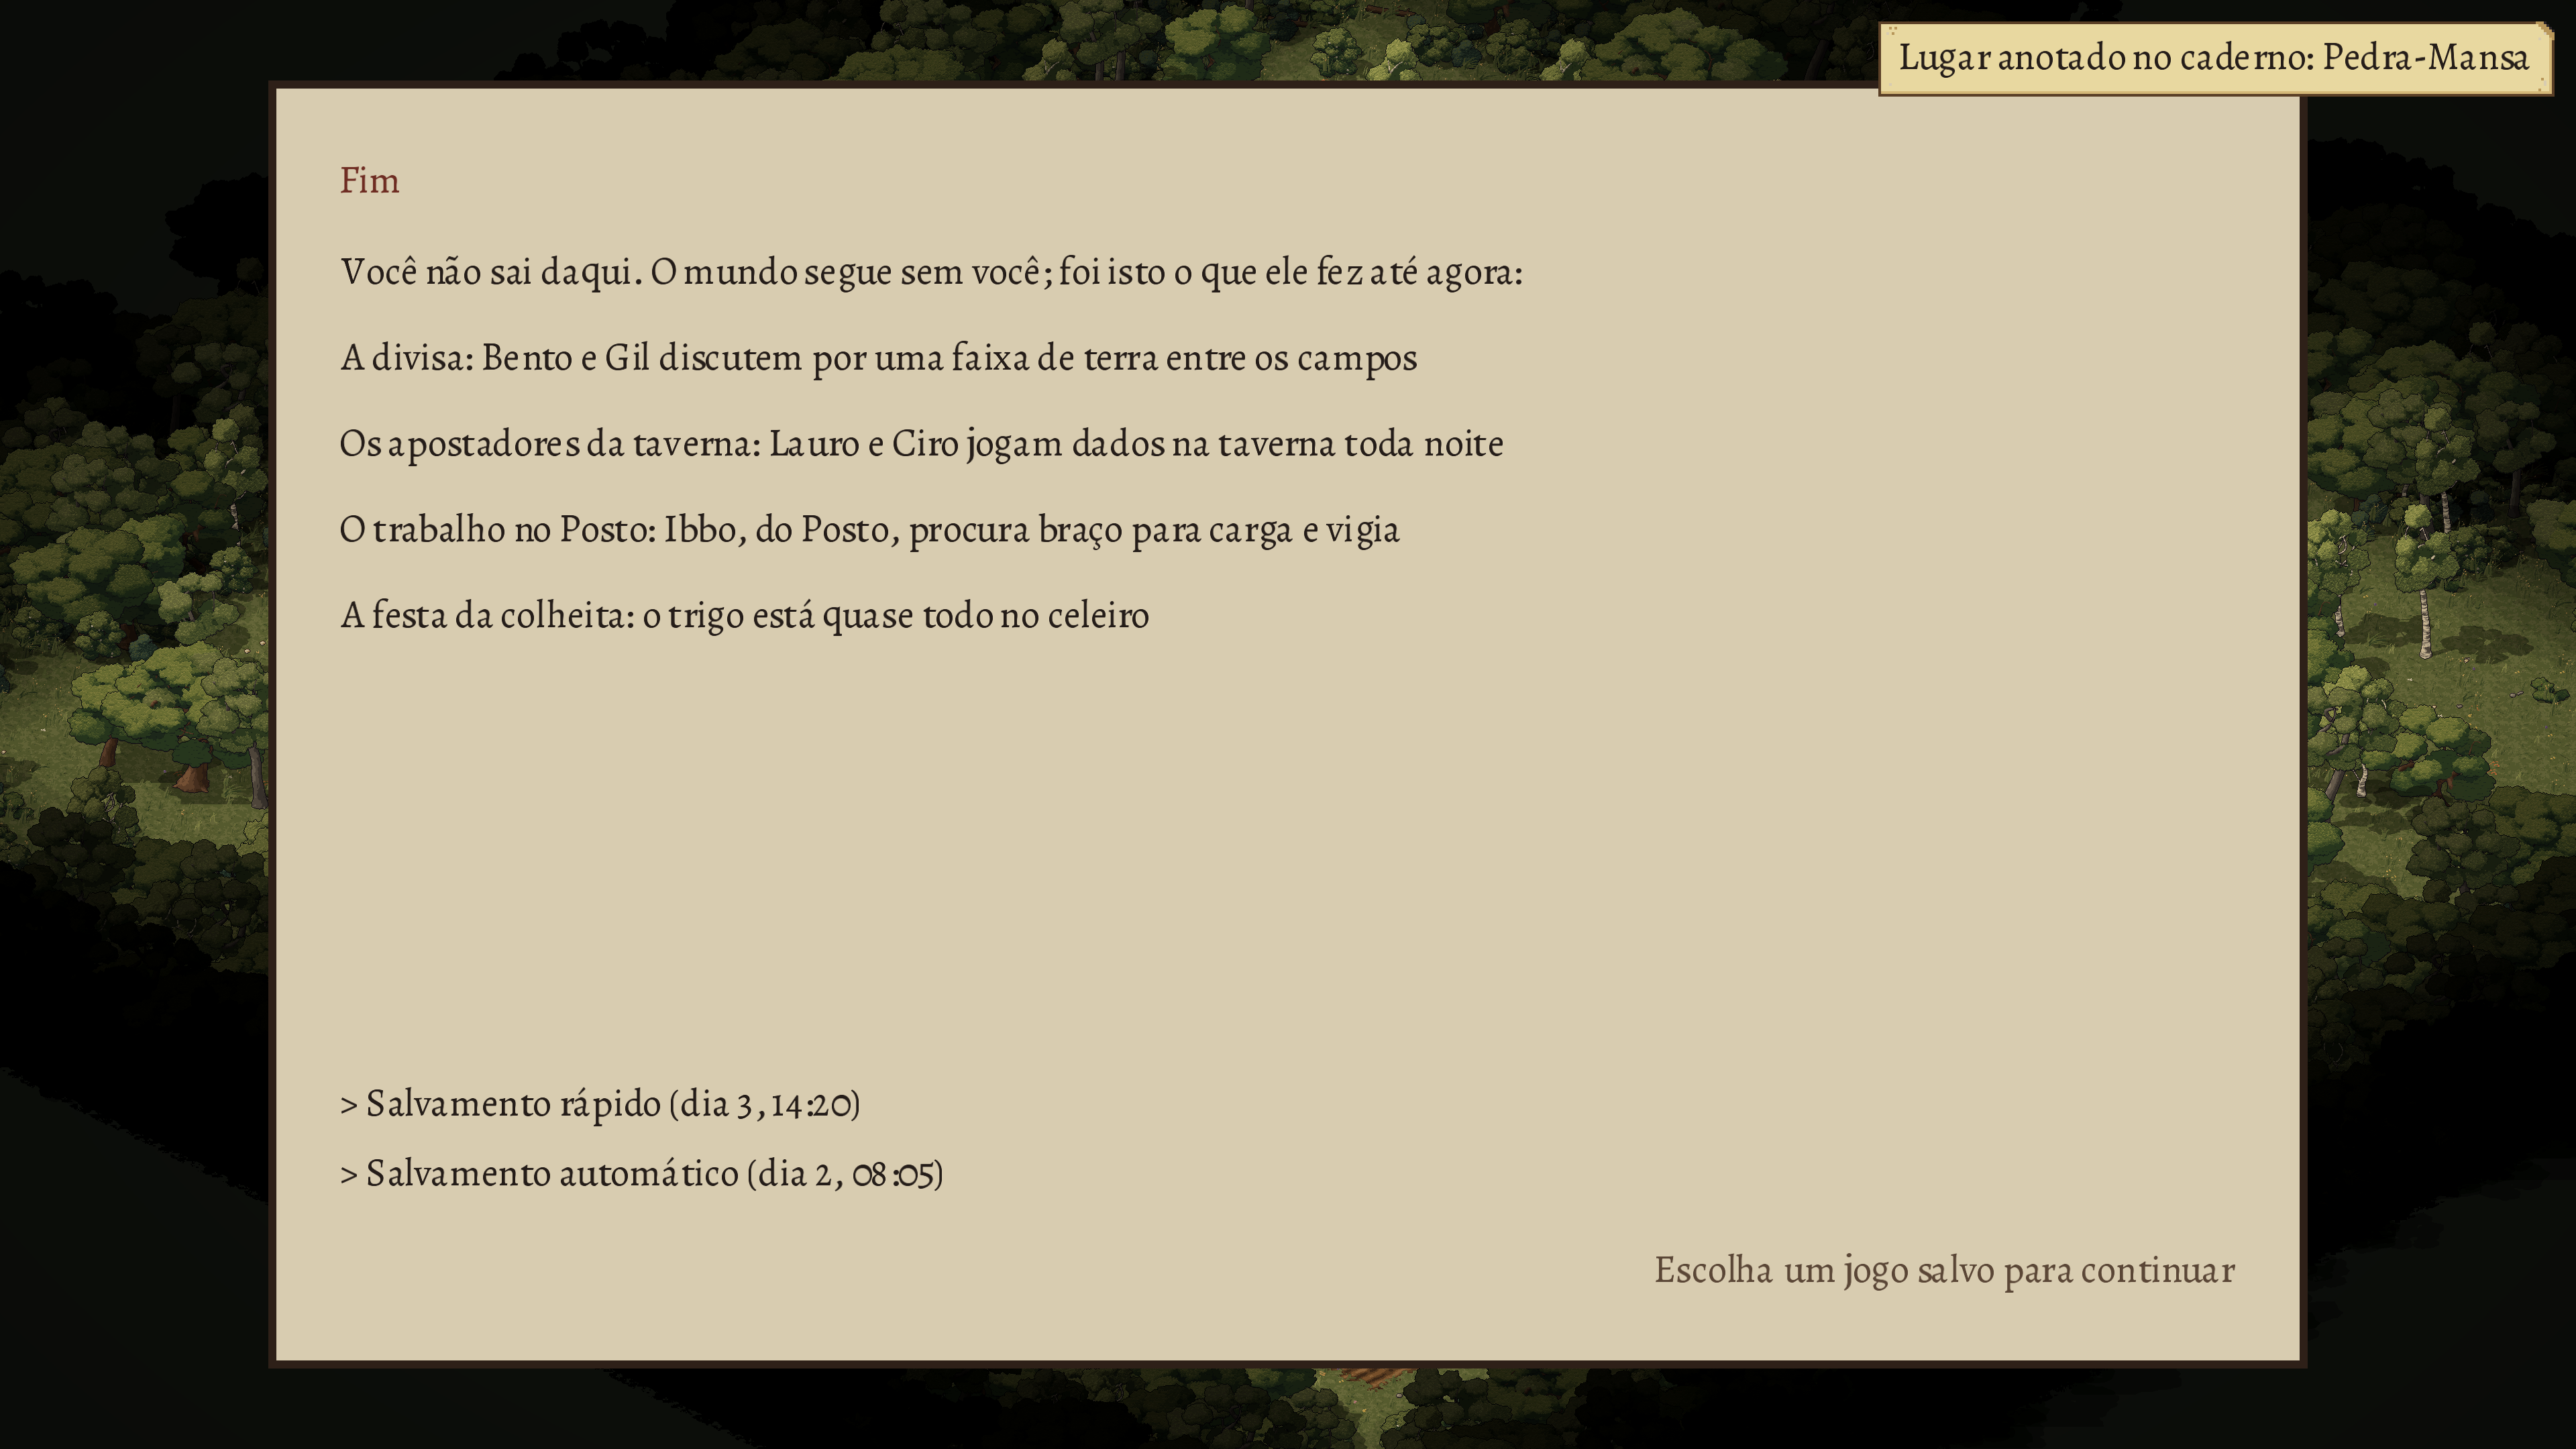 Lugar anotado no caderno: Pedra-Mansa
Fim
Você não sai daqui. O mundo segue sem você; foi isto o que ele fez até agora:
A divisa: Bento e Gil discutem por uma faixa de terra entre os campos
Os apostadores da taverna: Lauro e Ciro jogam dados na taverna toda noite
O trabalho no Posto: Ibbo, do Posto, procura braço para carga e vigia
A festa da colheita: o trigo está quase todo no celeiro
> Salvamento rápido (dia 3, 14:20)
> Salvamento automático (dia 2, 08:05)
Escolha um jogo salvo para continuar